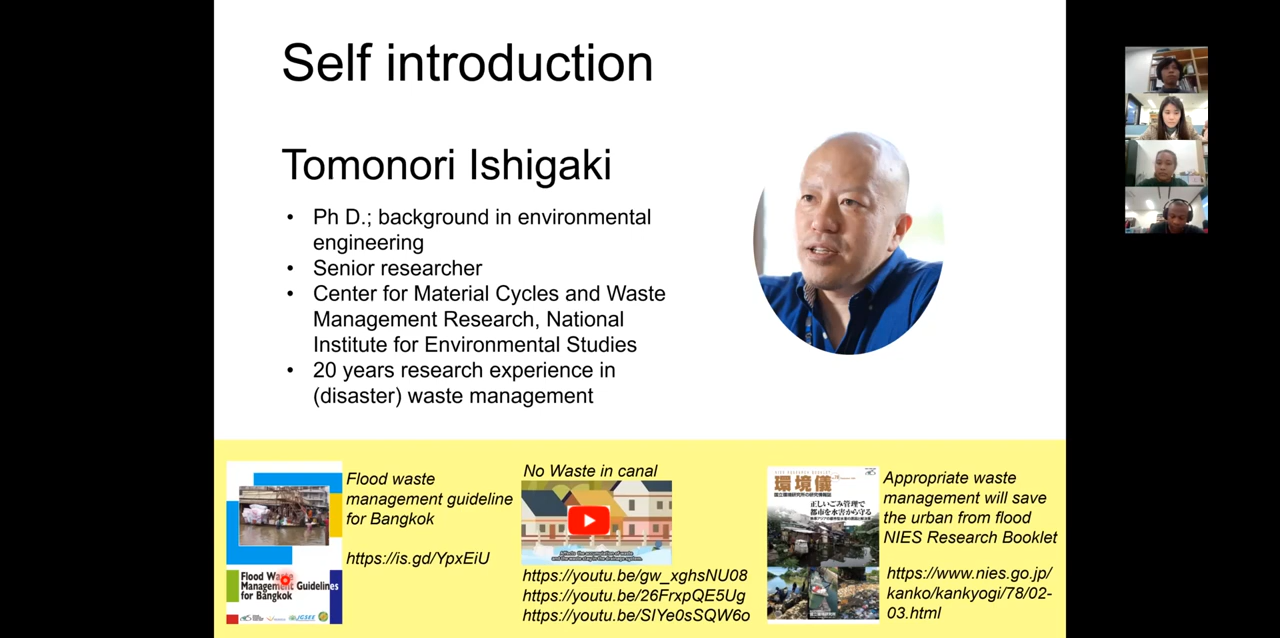 Self introduction
Tomonori Ishigaki
• Ph D.; background in environmental
engineering
• Senior researcher
• Center for Material Cycles and Waste
Management Research, National
Institute for Environmental Studies
• 20 years research experience in
(disaster) waste management
Flood Waste
Management Guidelines
for Bangkok
Flood waste
management guideline
for Bangkok
https://is.gd/YpxEiU
No Waste in canal
https://youtu.be/gw_xghsNU08
https://youtu.be/26FrxpQE5Ug
https://youtu.be/SIYe0sSQW6o
環境儀
正しいごみ管理で
都市を水害から守る
Appropriate waste
management will save
the urban from flood
NIES Research Booklet
https://www.nies.go.jp/
kanko/kankyogi/78/02-
03.html